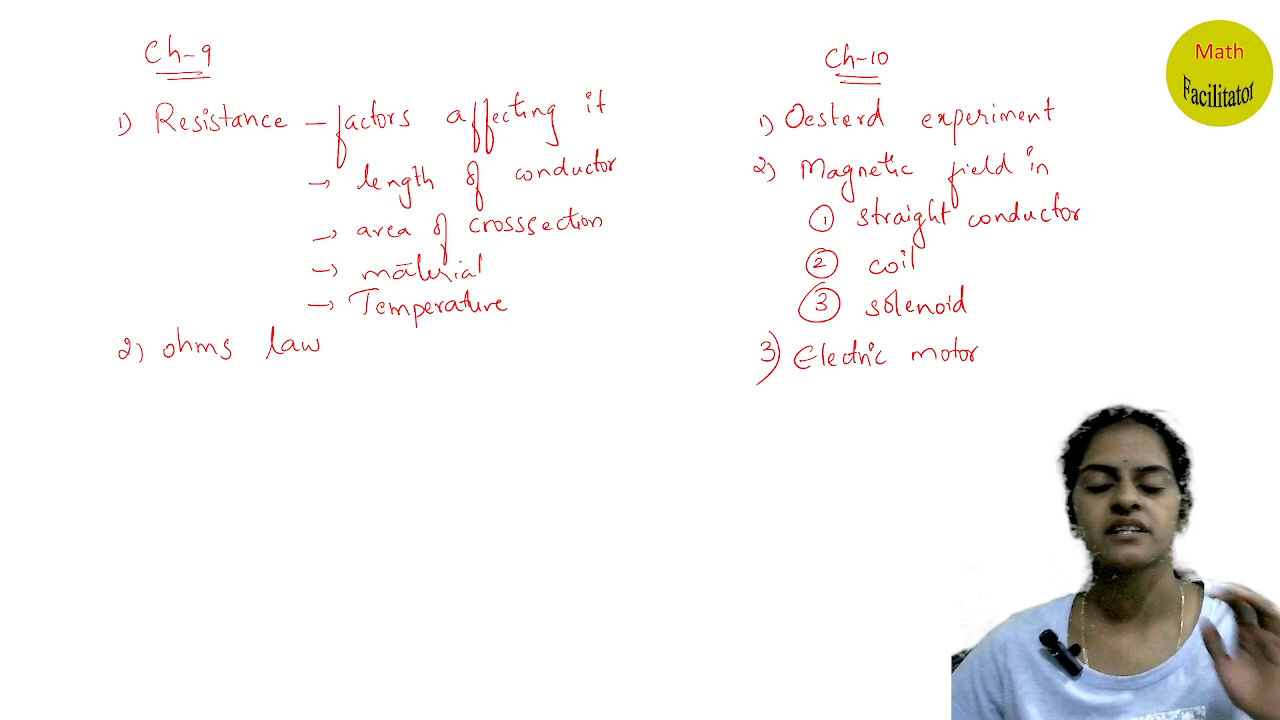 Ch-9
1) Resistance - factors affecting it
→ length of conductor
→ area of crosssection
→ material
→ Temperature
2) ohms law
Ch-10
1) Oesterd experiment
2) Magnetic field in
① straight conductor
② coil
③ solenoid
3) Electric motor
Math
Facilitator